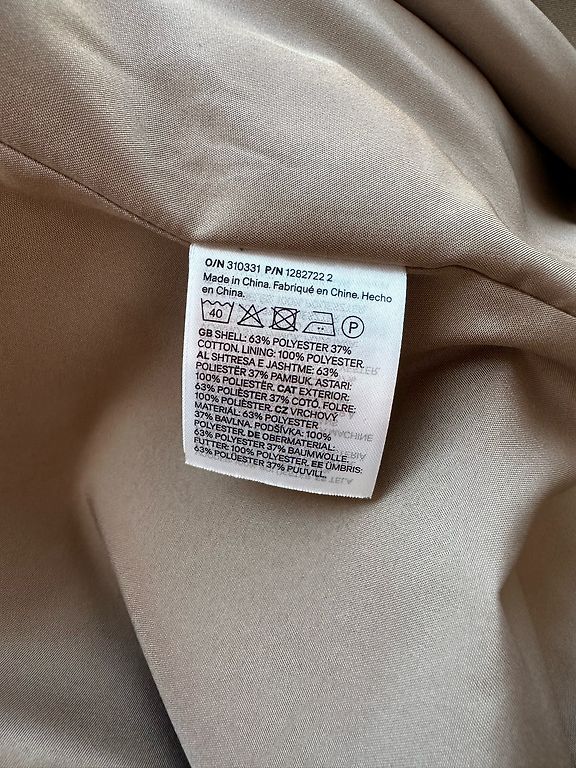 O/N 310331 P/N 1282722 2
Made in China. Fabriqué en Chine. Hecho
en China.
40 P
GB SHELL: 63% POLYESTER 37%
COTTON. LINING: 100% POLYESTER.
AL SHTRESA E JASHTME: 63%
POLIESTËR 37% PAMBUK. ASTARI:
100% POLIESTËR. CAT EXTERIOR:
63% POLIÈSTER 37% COTÓ. FOLRE:
100% POLIÈSTER. CZ VRCHOVÝ
MATERIÁL: 63% POLYESTER
37% BAVLNA. PODŠÍVKA: 100%
POLYESTER. DE OBERMATERIAL:
63% POLYESTER 37% BAUMWOLLE.
FUTTER: 100% POLYESTER. EE ÜMBRIS:
63% POLÜESTER 37% PUUVILL.